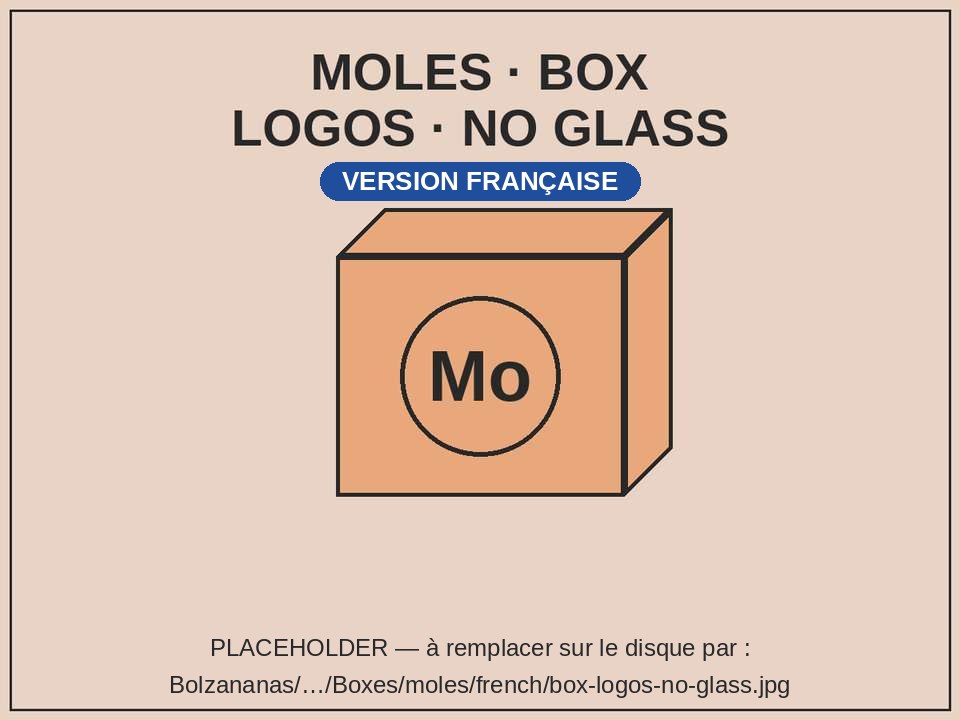 MOLES · BOX
LOGOS · NO GLASS
VERSION FRANÇAISE
Mo
PLACEHOLDER — à remplacer sur le disque par :
Bolzananas/…/Boxes/moles/french/box-logos-no-glass.jpg